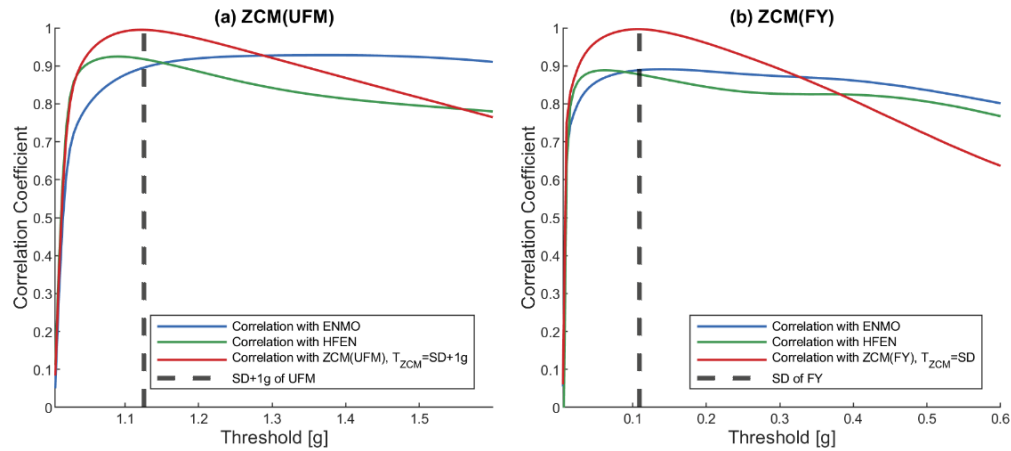 (a) ZCM(UFM)
Correlation Coefficient
1
0.9
0.8
0.7
0.6
0.5
0.4
0.3
0.2
0.1
0
1.1
1.2
1.3
1.4
1.5
Threshold [g]
Correlation with ENMO
Correlation with HFEN
Correlation with ZCM(UFM), T_ZCM=SD+1g
SD+1g of UFM
(b) ZCM(FY)
Correlation Coefficient
1
0.9
0.8
0.7
0.6
0.5
0.4
0.3
0.2
0.1
0
0.1
0.2
0.3
0.4
0.5
0.6
Threshold [g]
Correlation with ENMO
Correlation with HFEN
Correlation with ZCM(FY), T_ZCM=SD
SD of FY